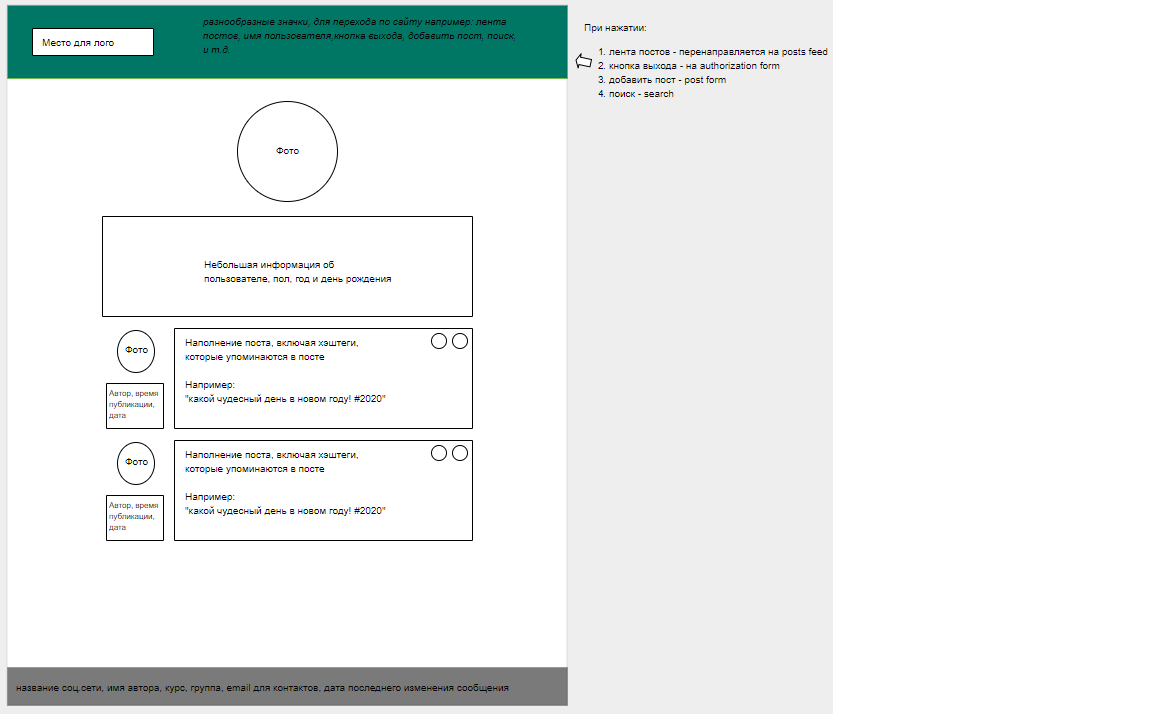 Место для лого
разнообразные значки, для перехода по сайту например: лента
постов, имя пользователя,кнопка выхода, добавить пост, поиск,
и т.д.
При нажатии:
1. лента постов - перенаправляется на posts feed
2. кнопка выхода - на authorization form
3. добавить пост - post form
4. поиск - search
Фото
Небольшая информация об
пользователе, пол, год и день рождения
Фото
Автор, время
публикации,
дата
Наполнение поста, включая хэштеги,
которые упоминаются в посте
Например:
"какой чудесный день в новом году! #2020"
Фото
Автор, время
публикации,
дата
Наполнение поста, включая хэштеги,
которые упоминаются в посте
Например:
"какой чудесный день в новом году! #2020"
название соц.сети, имя автора, курс, группа, email для контактов, дата последнего изменения сообщения